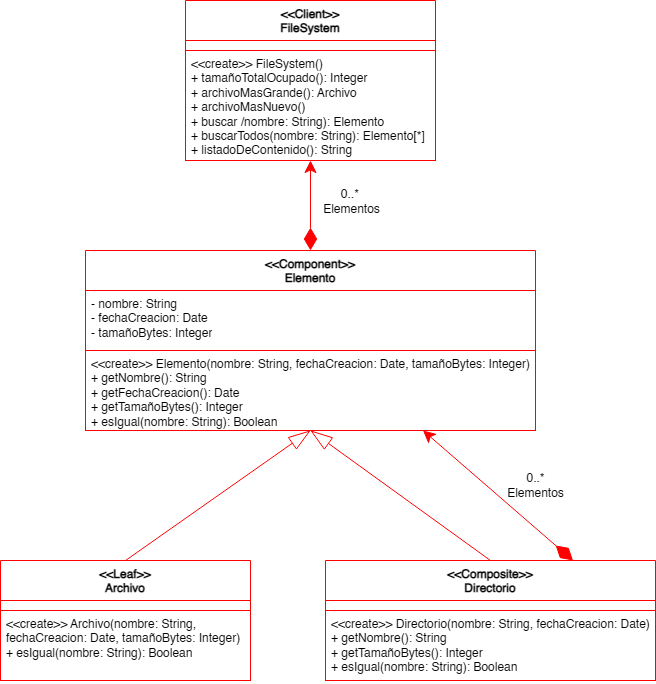 <<Client>>
FileSystem
<<create>> FileSystem()
+ tamañoTotalOcupado(): Integer
+ archivoMasGrande(): Archivo
+ archivoMasNuevo()
+ buscar /nombre: String): Elemento
+ buscarTodos(nombre: String): Elemento[*]
+ listadoDeContenido(): String
0..*
Elementos
<<Component>>
Elemento
- nombre: String
- fechaCreacion: Date
- tamañoBytes: Integer
<<create>> Elemento(nombre: String, fechaCreacion: Date, tamañoBytes: Integer)
+ getNombre(): String
+ getFechaCreacion(): Date
+ getTamañoBytes(): Integer
+ esIgual(nombre: String): Boolean
0..*
Elementos
<<Leaf>>
Archivo
<<create>> Archivo(nombre: String,
fechaCreacion: Date, tamañoBytes: Integer)
+ esIgual(nombre: String): Boolean
<<Composite>>
Directorio
<<create>> Directorio(nombre: String, fechaCreacion: Date)
+ getNombre(): String
+ getTamañoBytes(): Integer
+ esIgual(nombre: String): Boolean